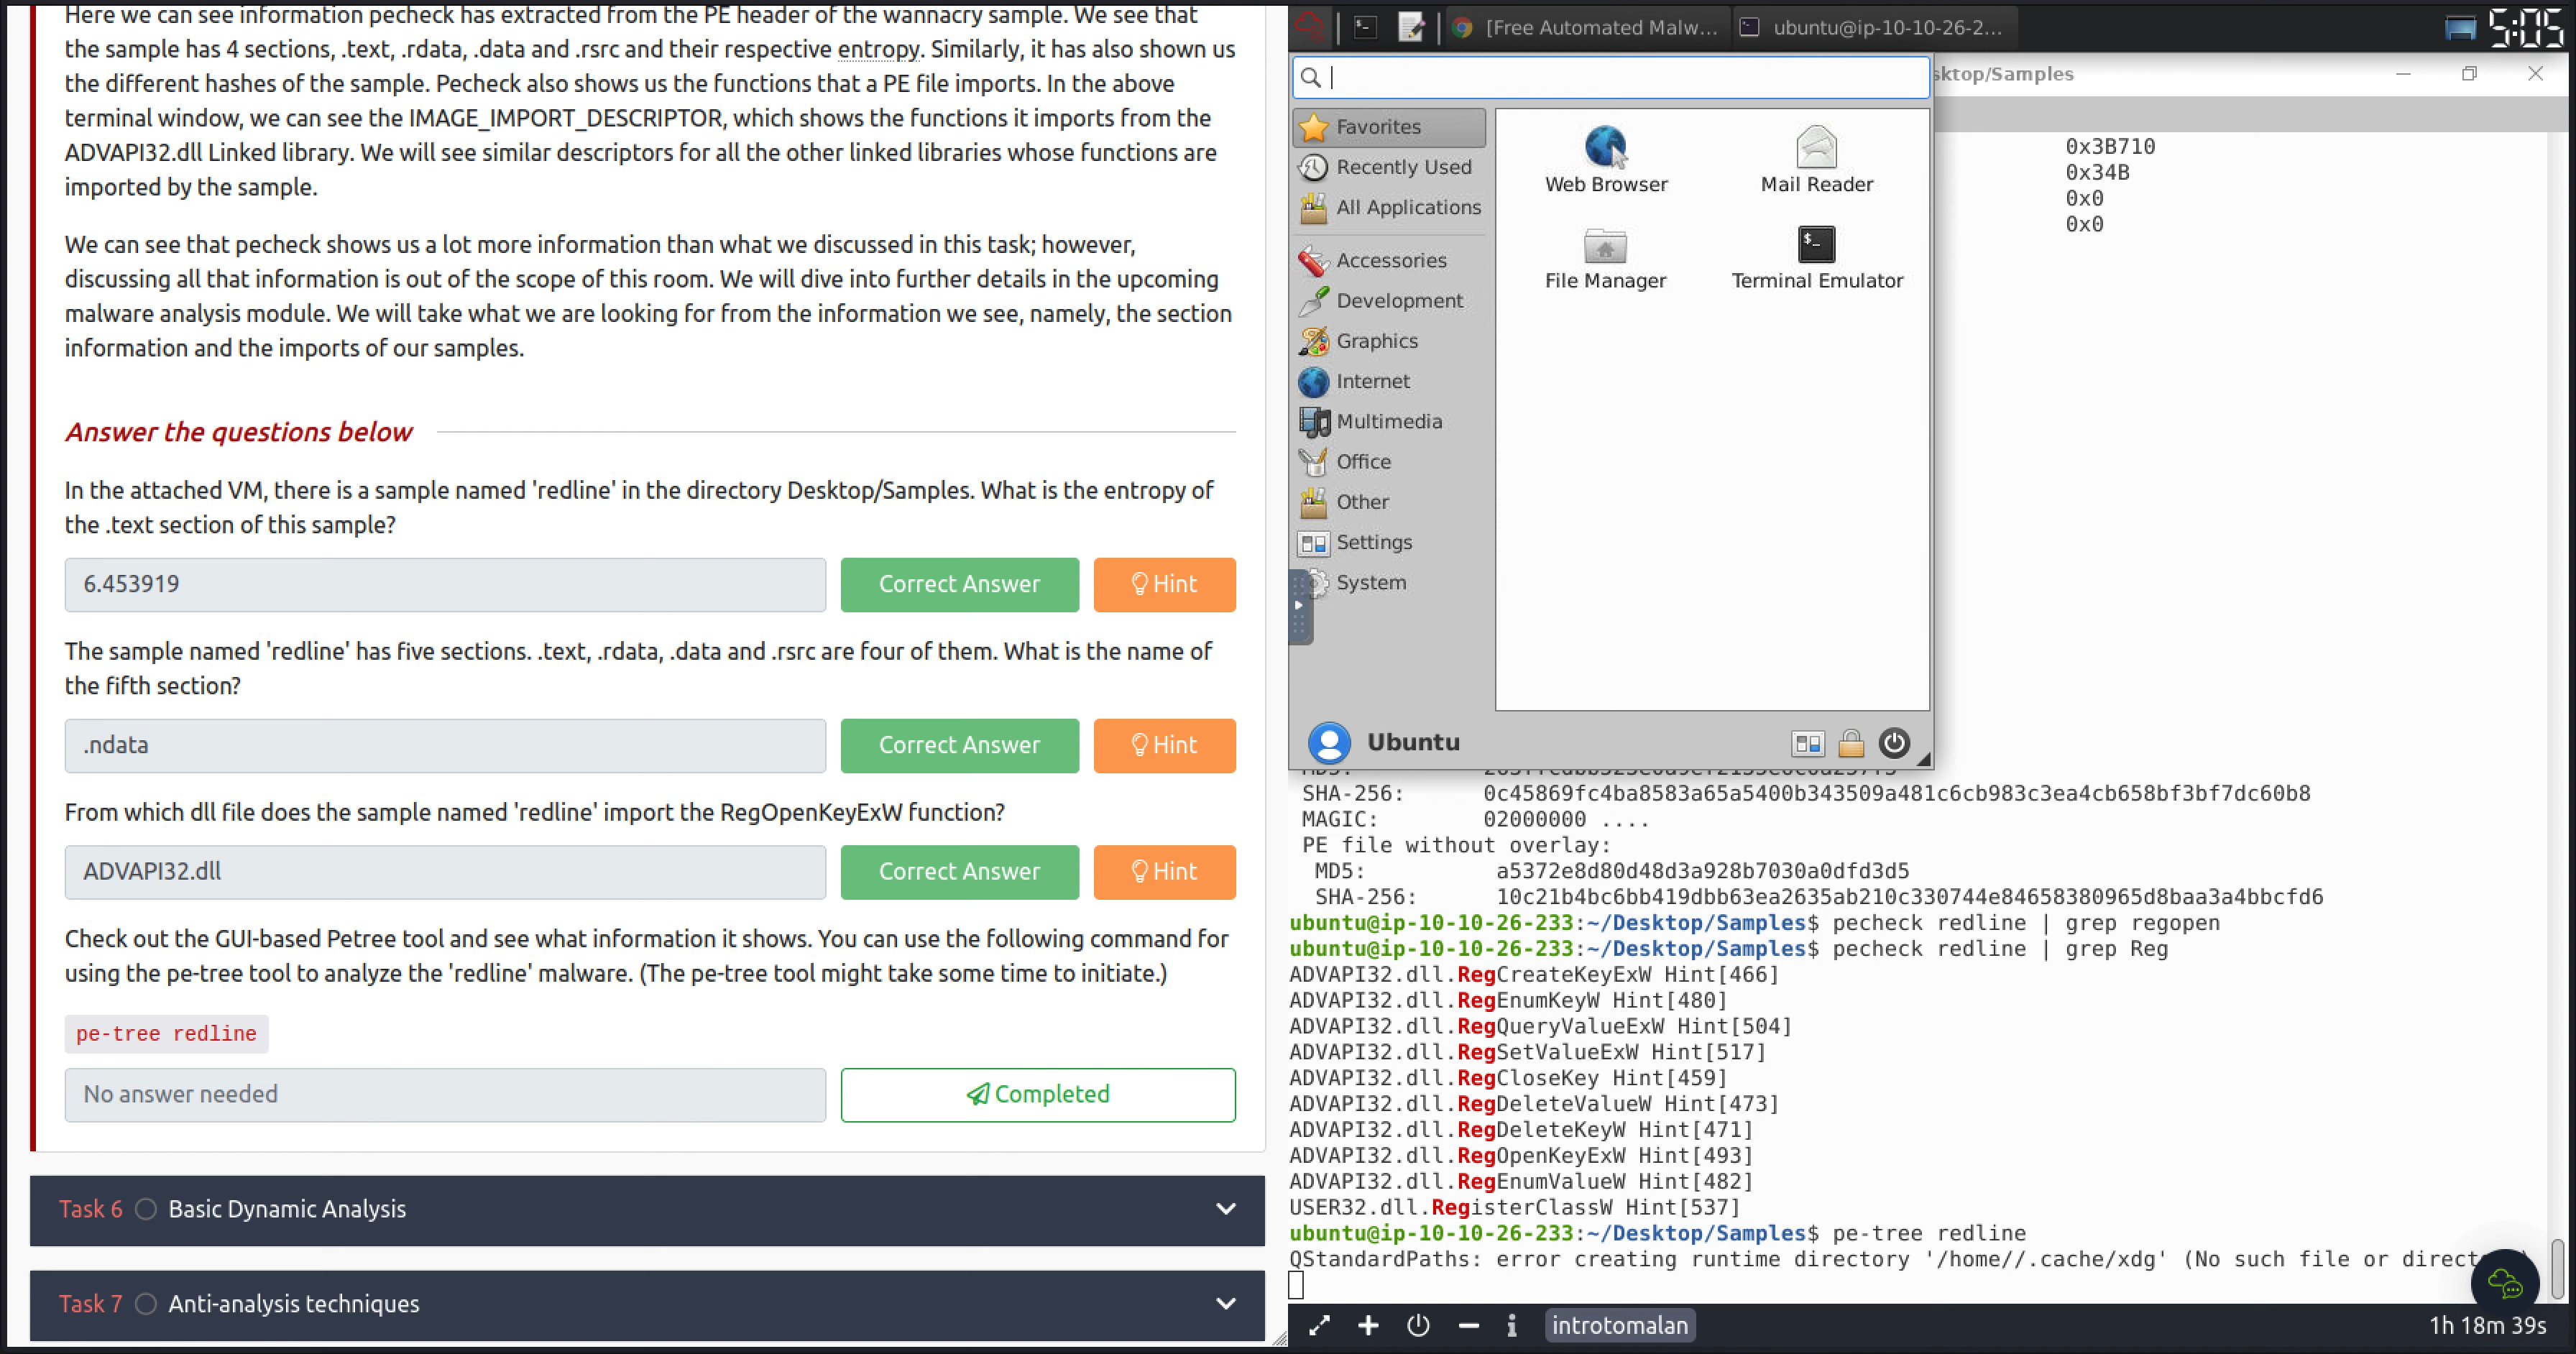 Here we can see information pecheck has extracted from the PE header of the wannacry sample. We see that
the sample has 4 sections, .text, .rdata, .data and .rsrc and their respective entropy. Similarly, it has also shown us
the different hashes of the sample. Pecheck also shows us the functions that a PE file imports. In the above
terminal window, we can see the IMAGE_IMPORT_DESCRIPTOR, which shows the functions it imports from the
ADVAPI32.dll Linked library. We will see similar descriptors for all the other linked libraries whose functions are
imported by the sample.
We can see that pecheck shows us a lot more information than what we discussed in this task; however,
discussing all that information is out of the scope of this room. We will dive into further details in the upcoming
malware analysis module. We will take what we are looking for from the information we see, namely, the section
information and the imports of our samples.
Answer the questions below
In the attached VM, there is a sample named 'redline' in the directory Desktop/Samples. What is the entropy of
the .text section of this sample?
6.453919
Correct Answer
Hint
The sample named 'redline' has five sections. .text, .rdata, .data and .rsrc are four of them. What is the name of
the fifth section?
.ndata
Correct Answer
Hint
From which dll file does the sample named 'redline' import the RegOpenKeyExW function?
ADVAPI32.dll
Correct Answer
Hint
Check out the GUI-based Petree tool and see what information it shows. You can use the following command for
using the pe-tree tool to analyze the 'redline' malware. (The pe-tree tool might take some time to initiate.)
pe-tree redline
No answer needed
Completed
Task 6 Basic Dynamic Analysis
Task 7 Anti-analysis techniques
[Free Automated Malw...
ubuntu@ip-10-10-26-2...
5:05
sktop/Samples
Favorites
Recently Used
All Applications
Accessories
Development
Graphics
Internet
Multimedia
Office
Other
Settings
System
Web Browser
Mail Reader
File Manager
Terminal Emulator
Ubuntu
0x3B710
0x34B
0x0
0x0
SHA-256: 0c45869fc4ba8583a65a5400b343509a481c6cb983c3ea4cb658bf3bf7dc60b8
MAGIC: 02000000 ....
PE file without overlay:
MD5: a5372e8d80d48d3a928b7030a0dfd3d5
SHA-256: 10c21b4bc6bb419dbb63ea2635ab210c330744e84658380965d8baa3a4bbcfd6
ubuntu@ip-10-10-26-233:~/Desktop/Samples$ pecheck redline | grep regopen
ubuntu@ip-10-10-26-233:~/Desktop/Samples$ pecheck redline | grep Reg
ADVAPI32.dll.RegCreateKeyExW Hint[466]
ADVAPI32.dll.RegEnumKeyW Hint[480]
ADVAPI32.dll.RegQueryValueExW Hint[504]
ADVAPI32.dll.RegSetValueExW Hint[517]
ADVAPI32.dll.RegCloseKey Hint[459]
ADVAPI32.dll.RegDeleteValueW Hint[473]
ADVAPI32.dll.RegDeleteKeyW Hint[471]
ADVAPI32.dll.RegOpenKeyExW Hint[493]
ADVAPI32.dll.RegEnumValueW Hint[482]
USER32.dll.RegisterClassW Hint[537]
ubuntu@ip-10-10-26-233:~/Desktop/Samples$ pe-tree redline
QStandardPaths: error creating runtime directory '/home//.cache/xdg' (No such file or direct
introtomalan
1h 18m 39s